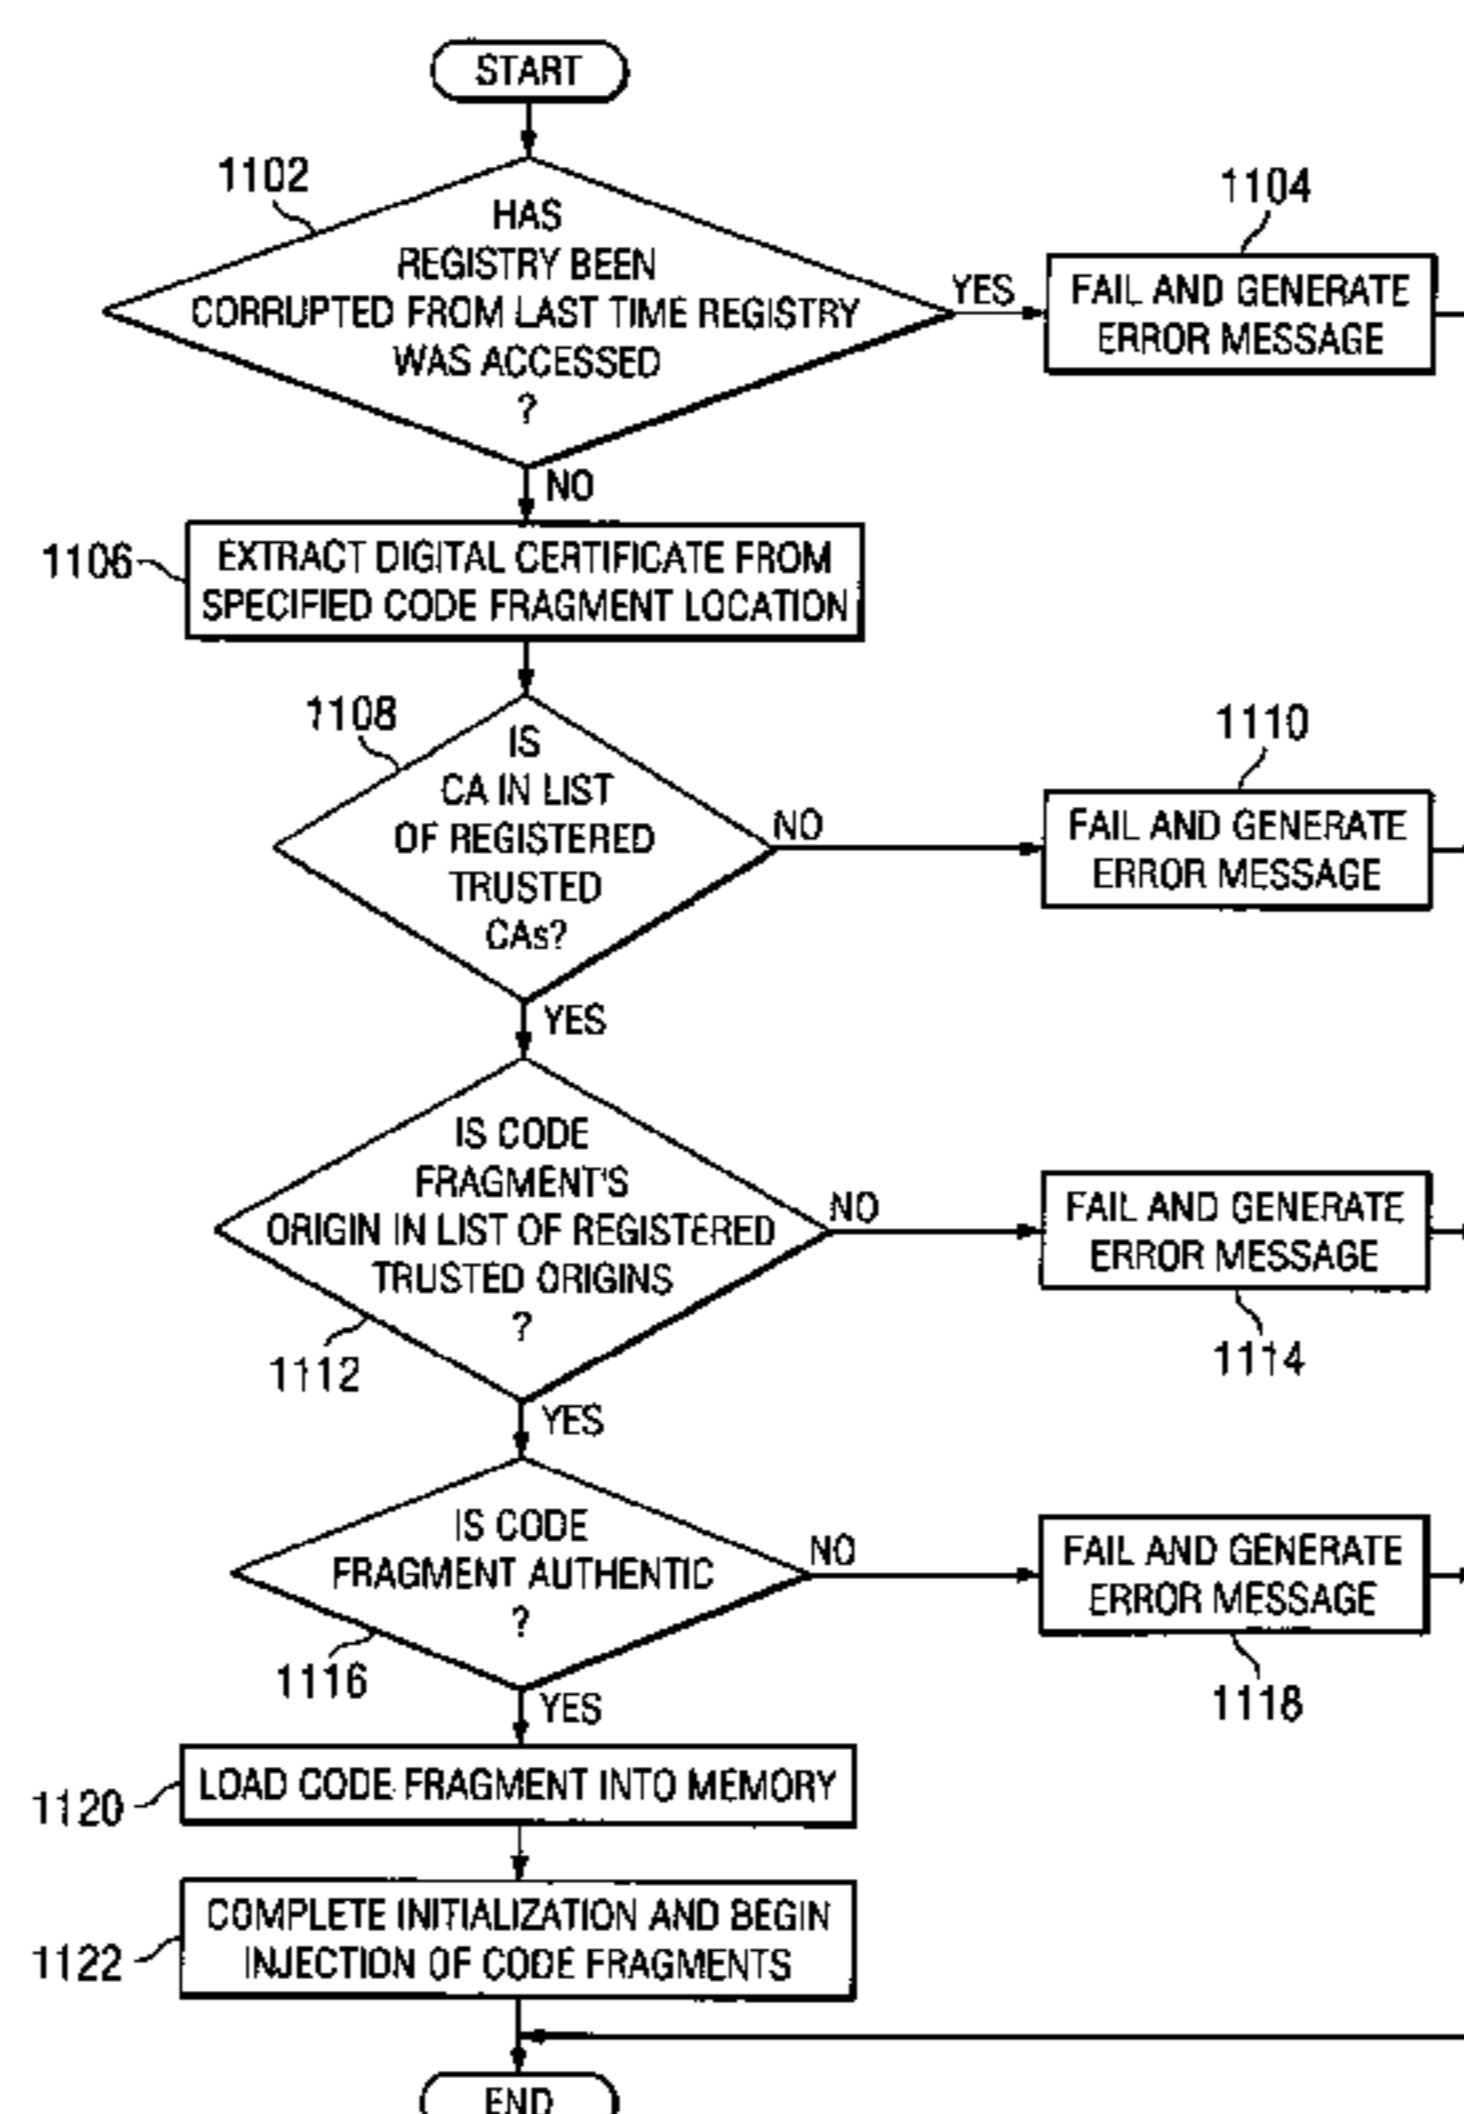 START
1102
HAS
REGISTRY BEEN
CORRUPTED FROM LAST TIME REGISTRY
WAS ACCESSED
?
YES
1104
FAIL AND GENERATE
ERROR MESSAGE
NO
1106
EXTRACT DIGITAL CERTIFICATE FROM
SPECIFIED CODE FRAGMENT LOCATION
1108
IS
CA IN LIST
OF REGISTERED
TRUSTED
CAs?
NO
1110
FAIL AND GENERATE
ERROR MESSAGE
YES
IS CODE
FRAGMENT'S
ORIGIN IN LIST OF REGISTERED
TRUSTED ORIGINS
?
1112
NO
FAIL AND GENERATE
ERROR MESSAGE
1114
YES
IS CODE
FRAGMENT AUTHENTIC
?
1116
NO
FAIL AND GENERATE
ERROR MESSAGE
1118
YES
1120
LOAD CODE FRAGMENT INTO MEMORY
1122
COMPLETE INITIALIZATION AND BEGIN
INJECTION OF CODE FRAGMENTS
END